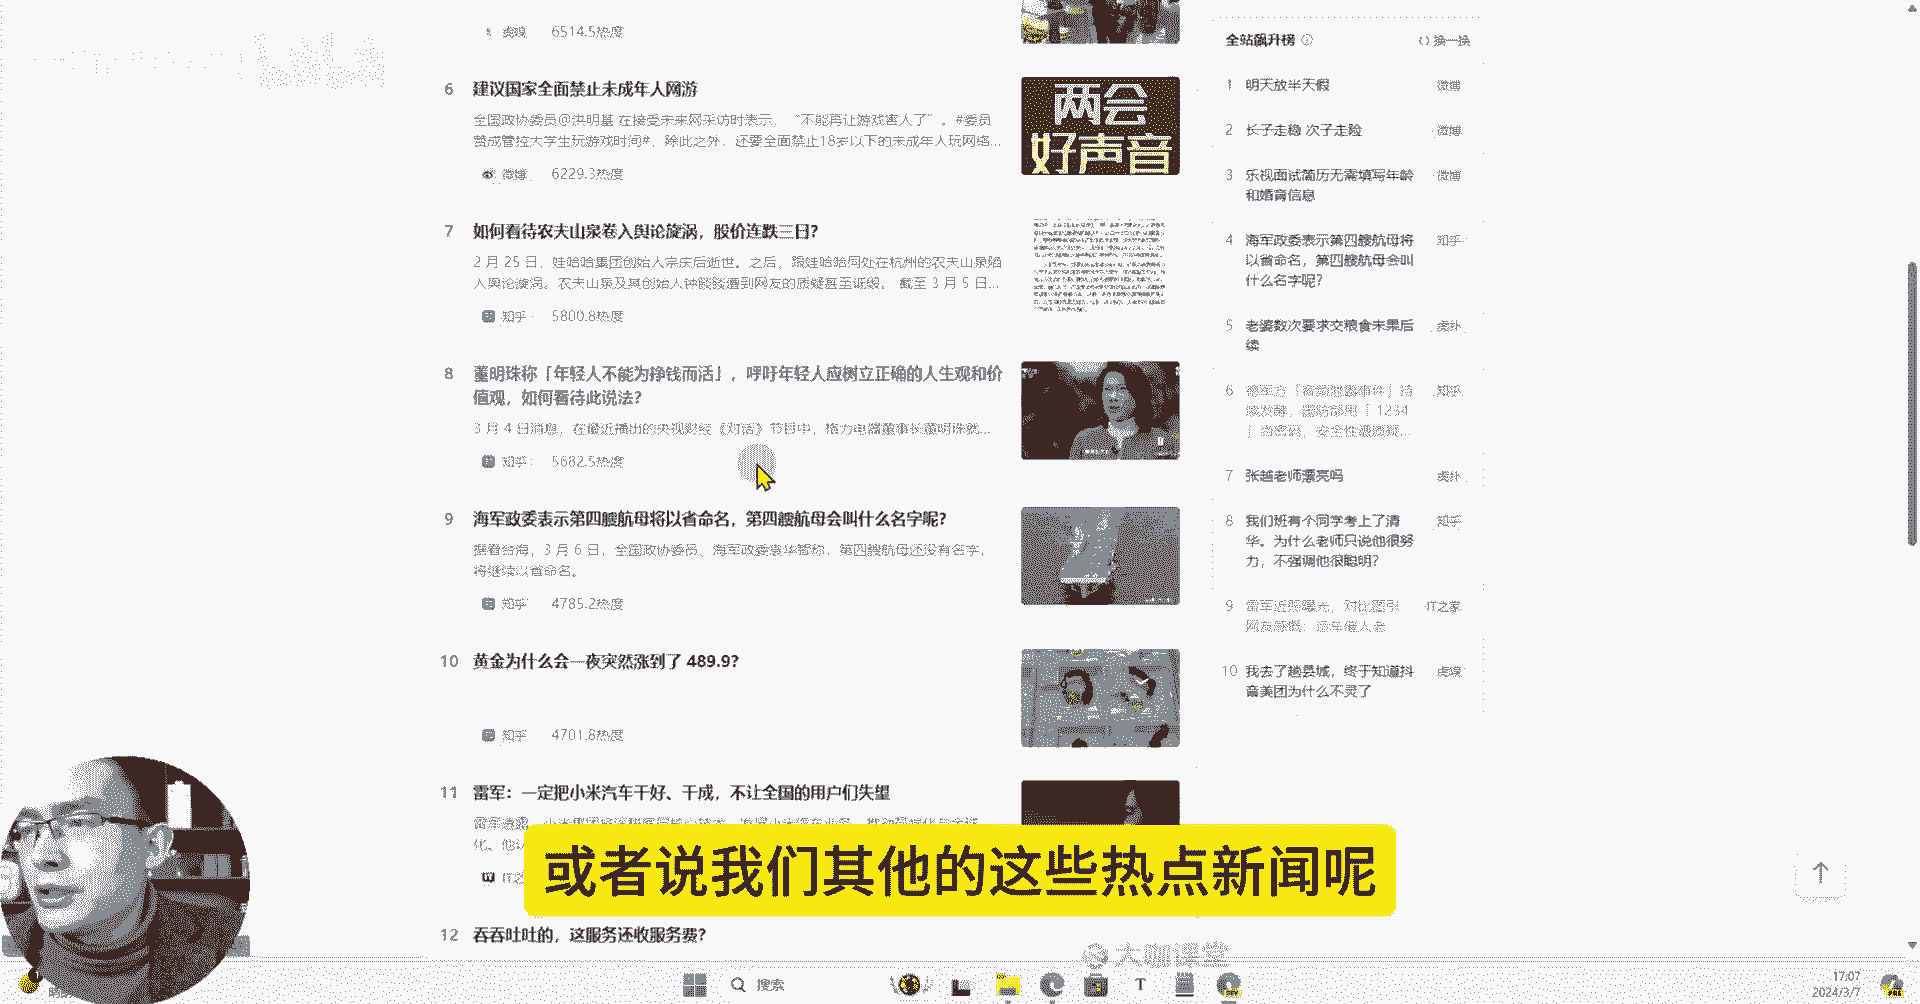 虎嗅 6514.5热度
6 建议国家全面禁止未成年人网游
全国政协委员@洪明基 在接受未来网采访时表示，“不能再让游戏害人了”。#委员
赞成管控大学生玩游戏时间#，除此之外，还要全面禁止18岁以下的未成年人玩网络...
微博 6229.3热度
两会
好声音
7 如何看待农夫山泉卷入舆论旋涡，股价连跌三日？
2 月 25 日，娃哈哈集团创始人宗庆后逝世。之后，跟娃哈哈同处在杭州的农夫山泉陷
入舆论漩涡。农夫山泉及其创始人钟睒睒遭到网友的质疑甚至诋毁。 截至 3 月 5 日...
知乎 5800.8热度
8 董明珠称「年轻人不能为挣钱而活」，呼吁年轻人应树立正确的人生观和价
值观，如何看待此说法？
3 月 4 日消息，在最近播出的央视财经《对话》节目中，格力电器董事长董明珠就...
知乎 5682.5热度
9 海军政委表示第四艘航母将以省命名，第四艘航母会叫什么名字呢？
据看台海，3 月 6 日，全国政协委员、海军政委袁华智称，第四艘航母还没有名字，
将继续以省命名。
知乎 4785.2热度
10 黄金为什么会一夜突然涨到了 489.9？
知乎 4701.8热度
11 雷军：一定把小米汽车干好、干成，不让全国的用户们失望
化。他认
IT之
12 吞吞吐吐的，这服务还收服务费？
全站飙升榜 换一换
1 明天放半天假 微博
2 长子走稳 次子走险 微博
3 乐视面试简历无需填写年龄 微博
和婚育信息
4 海军政委表示第四艘航母将 知乎
以省命名，第四艘航母会叫
什么名字呢？
5 老婆数次要求交粮食未果后 虎扑
续
6 德军方「音频泄露事件」持 知乎
续发酵，国防部用「 1234
」当密码，安全性遭质疑...
7 张越老师漂亮吗 虎扑
8 我们班有个同学考上了清 知乎
华。为什么老师只说他很努
力，不强调他很聪明？
9 雷军近照曝光，对比图引 IT之家
网友感慨：造车催人老
10 我去了趟县城，终于知道抖 虎嗅
音美团为什么不灵了
或者说我们其他的这些热点新闻呢
大咖课堂
搜索
17:07
2024/3/7